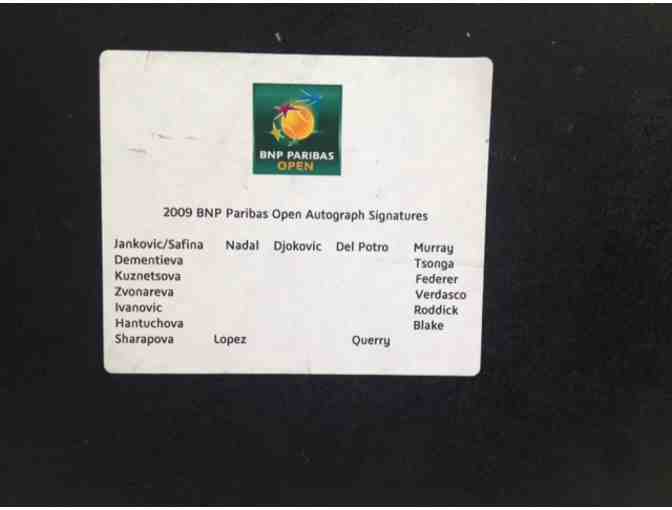 BNP PARIBAS
OPEN
2009 BNP Paribas Open Autograph Signatures
Jankovic/Safina Nadal Djokovic Del Potro Murray
Dementieva Tsonga
Kuznetsova Federer
Zvonareva Verdasco
Ivanovic Roddick
Hantuchova Blake
Sharapova Lopez Querry